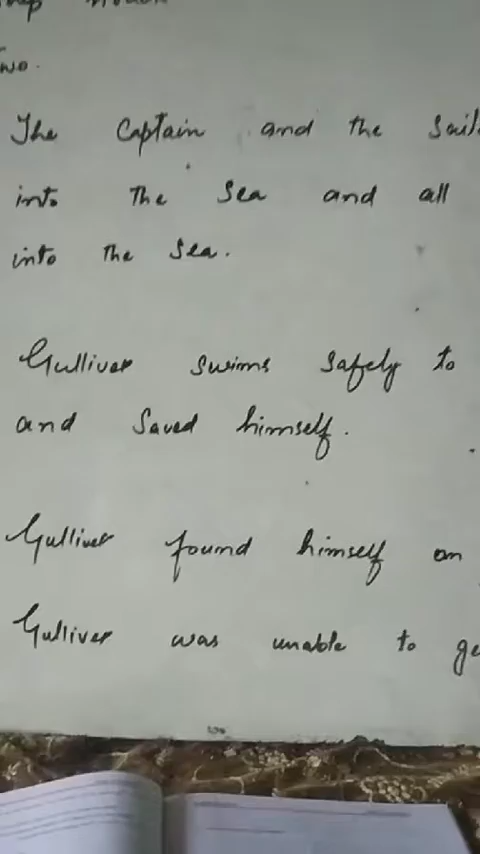 The Captain and the
into the sea and all
into the sea.
Gulliver swims safely to
and saved himself.
Gulliver found himself on
Gulliver was unable to